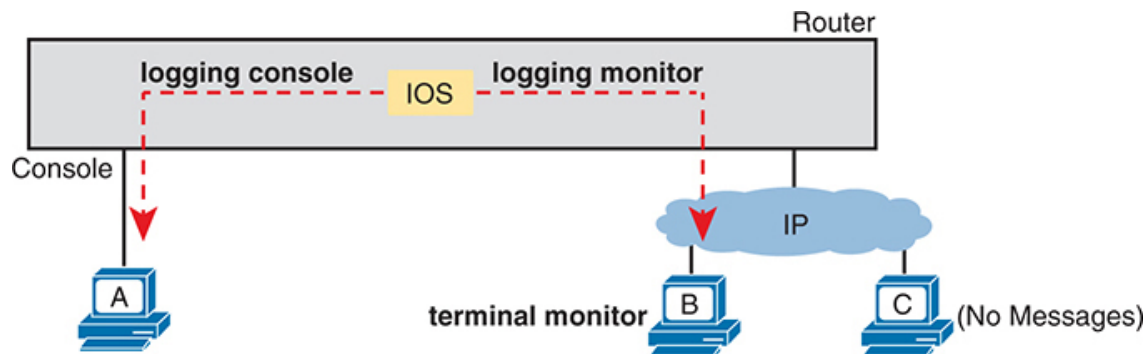 Router
logging console
IOS
logging monitor
Console
IP
A
terminal monitor
B
C
(No Messages)